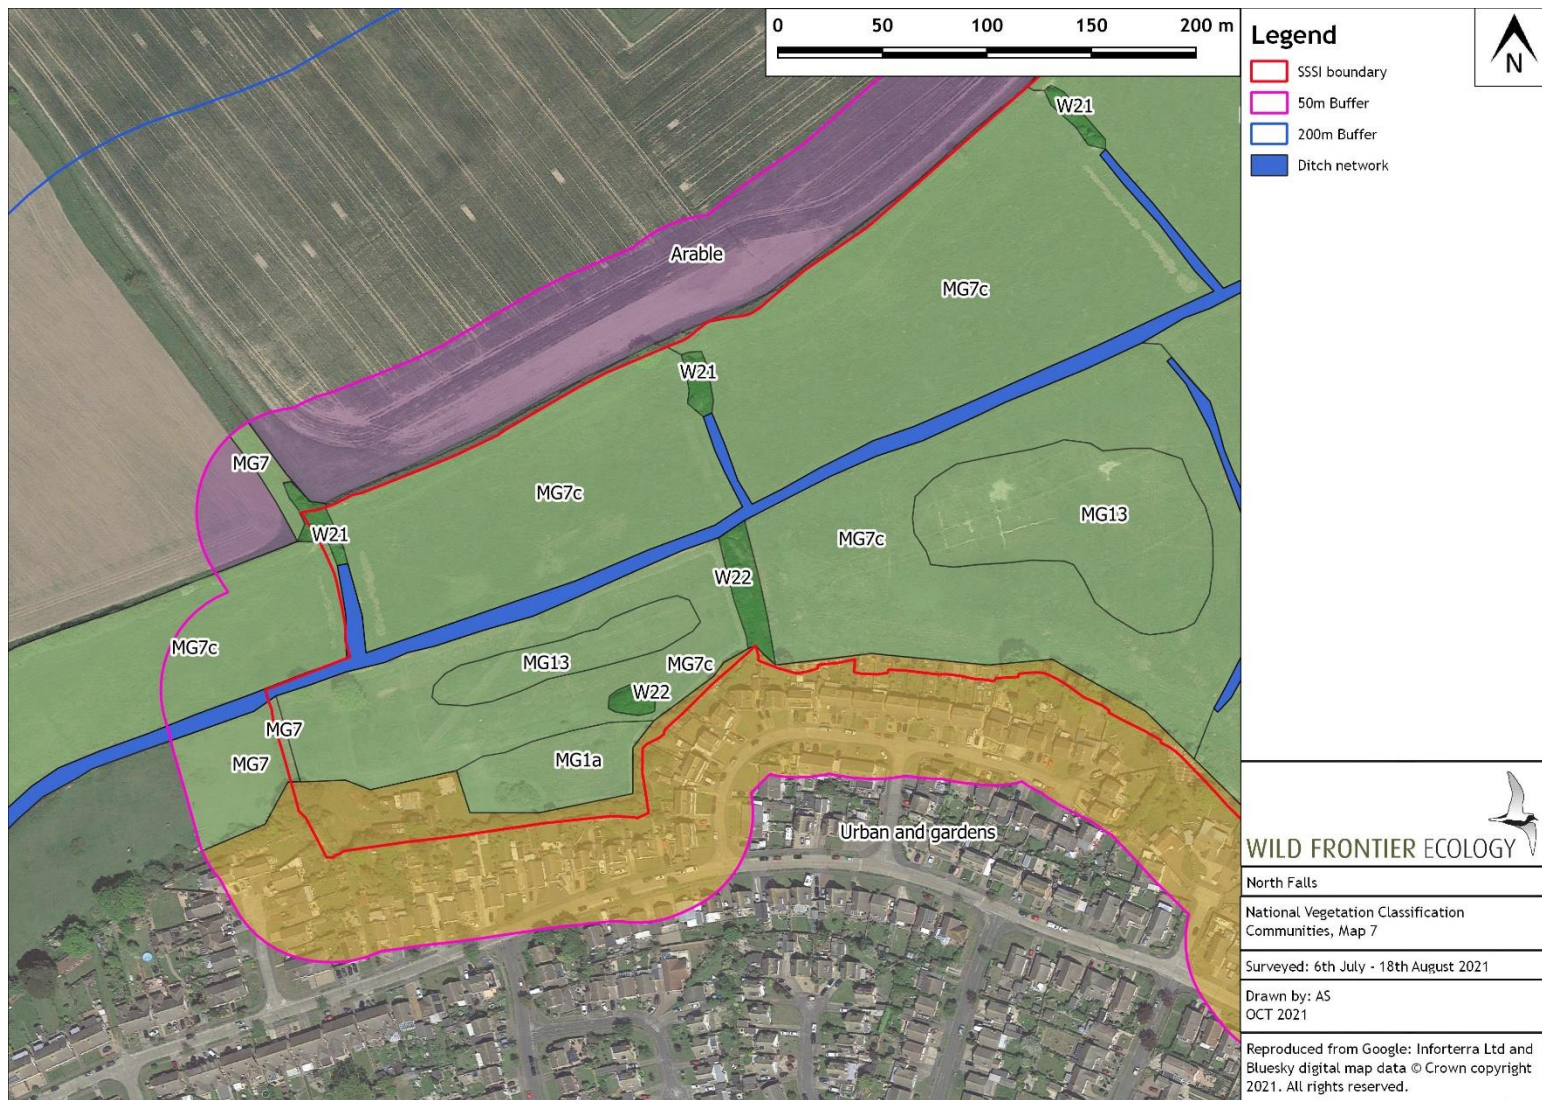 0 50 100 150 200 m
Legend
SSSI boundary
50m Buffer
200m Buffer
Ditch network
N
W21
Arable
MG7c
W21
MG7
MG7c
MG13
W21
MG7c
W22
MG7c
MG13
MG7c
W22
MG7
MG7
MG1a
Urban and gardens
WILD FRONTIER ECOLOGY
North Falls
National Vegetation Classification
Communities, Map 7
Surveyed: 6th July - 18th August 2021
Drawn by: AS
OCT 2021
Reproduced from Google: Inforterra Ltd and
Bluesky digital map data © Crown copyright
2021. All rights reserved.